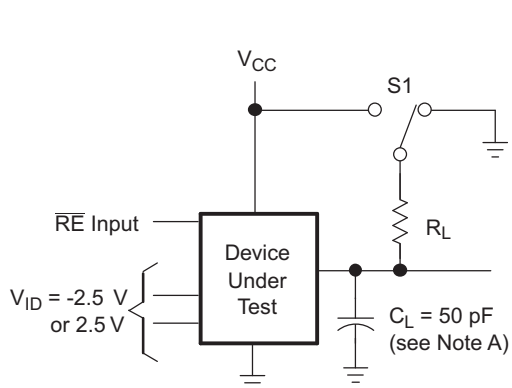 VCC
S1
RE Input
RL
Device
Under
Test
VID = -2.5 V
or 2.5 V
CL = 50 pF
(see Note A)